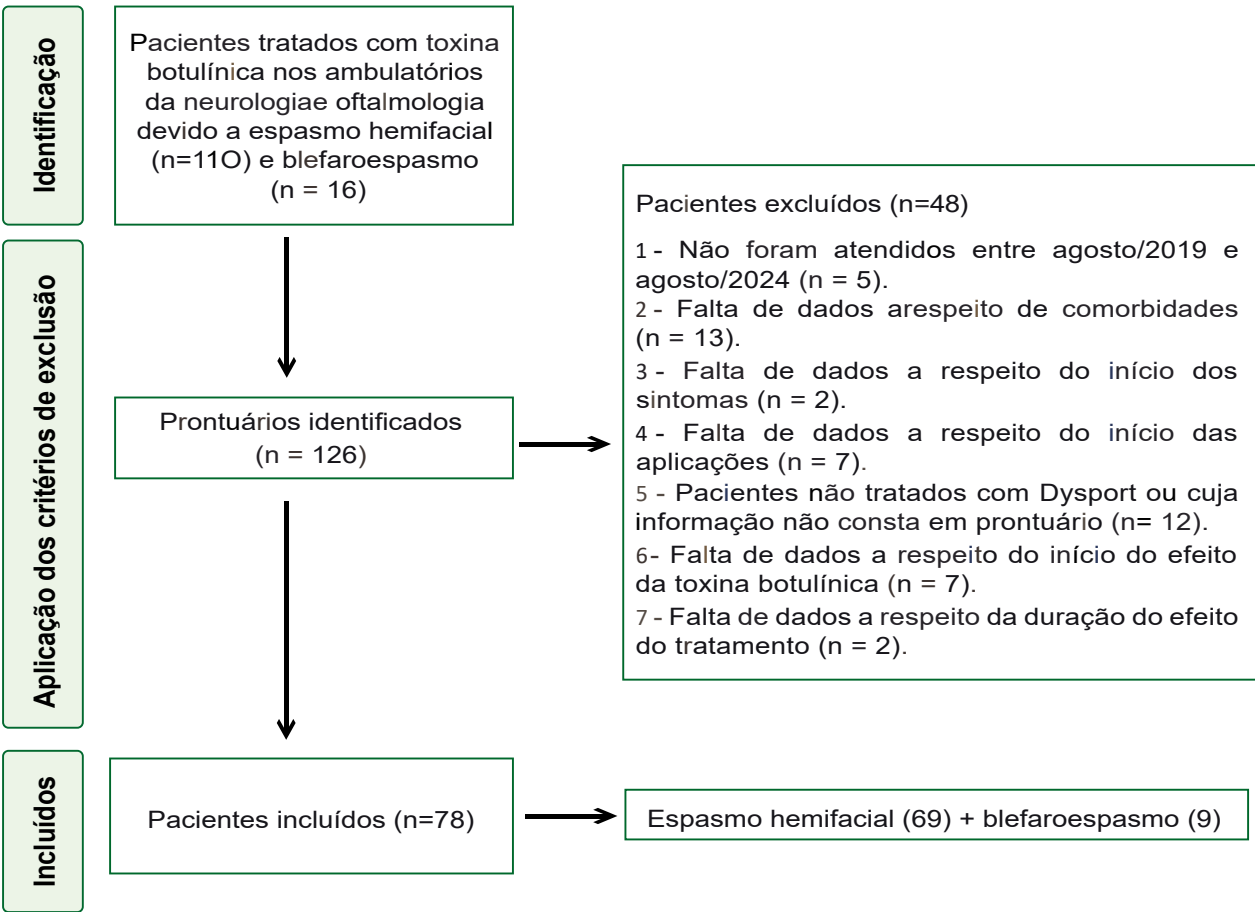 Identificação
Pacientes tratados com toxina
botulínica nos ambulatórios
da neurologiae oftalmologia
devido a espasmo hemifacial
(n=11O) e blefaroespasmo
(n = 16)
Aplicação dos critérios de exclusão
Prontuários identificados
(n = 126)
Pacientes excluídos (n=48)
1 - Não foram atendidos entre agosto/2019 e
agosto/2024 (n = 5).
2 - Falta de dados arespeito de comorbidades
(n = 13).
3 - Falta de dados a respeito do início dos
sintomas (n = 2).
4 - Falta de dados a respeito do início das
aplicações (n = 7).
5 - Pacientes não tratados com Dysport ou cuja
informação não consta em prontuário (n= 12).
6- Falta de dados a respeito do início do efeito
da toxina botulínica (n = 7).
7 - Falta de dados a respeito da duração do efeito
do tratamento (n = 2).
Incluídos
Pacientes incluídos (n=78)
Espasmo hemifacial (69) + blefaroespasmo (9)